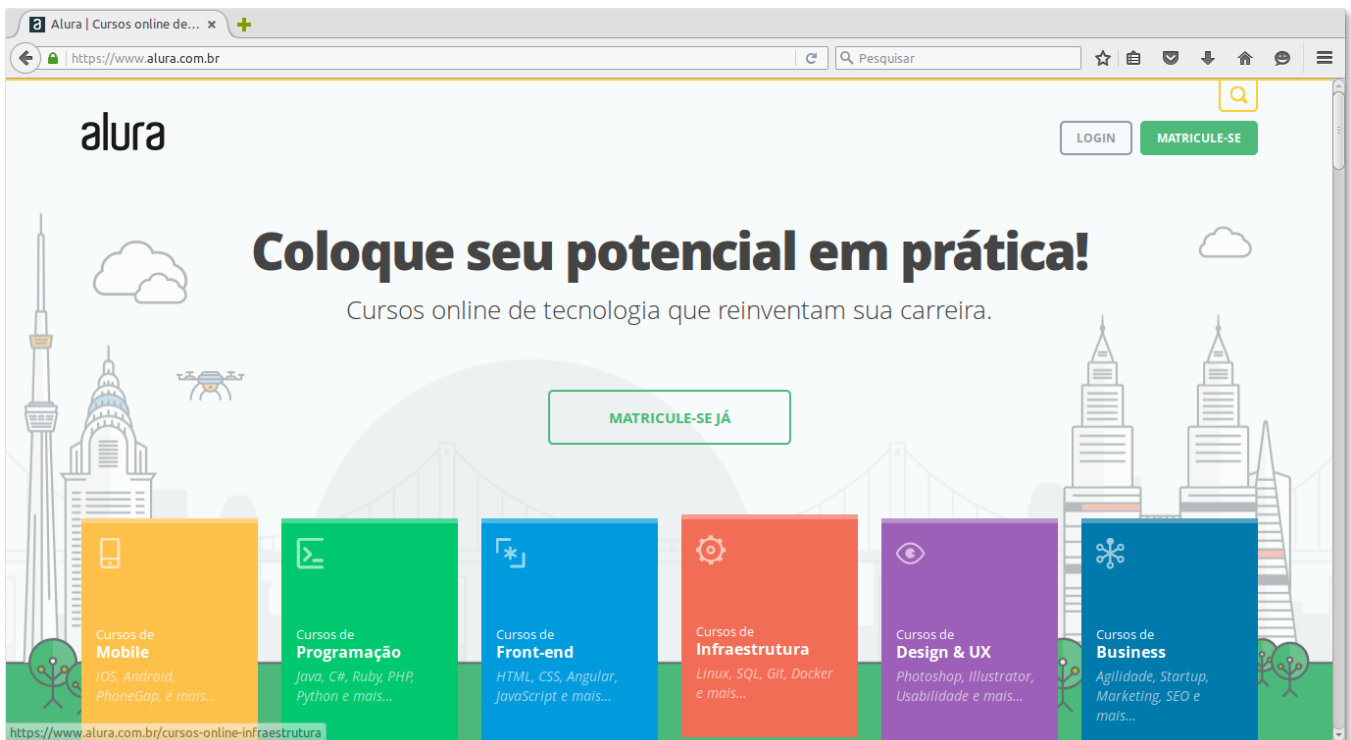 Alura | Cursos online de...
https://www.alura.com.br
Pesquisar
alura
LOGIN
MATRICULE-SE
Coloque seu potencial em prática!
Cursos online de tecnologia que reinventam sua carreira.
MATRICULE-SE JÁ
Cursos de
Mobile
IOS, Android,
PhoneGap, e mais...
Cursos de
Programação
Java, C#, Ruby, PHP,
Python e mais...
Cursos de
Front-end
HTML, CSS, Angular,
JavaScript e mais...
Cursos de
Infraestrutura
Linux, SQL, Git, Docker
e mais...
Cursos de
Design & UX
Photoshop, Illustrator,
Usabilidade e mais...
Cursos de
Business
Agilidade, Startup,
Marketing, SEO e
mais...
https://www.alura.com.br/cursos-online-infraestrutura